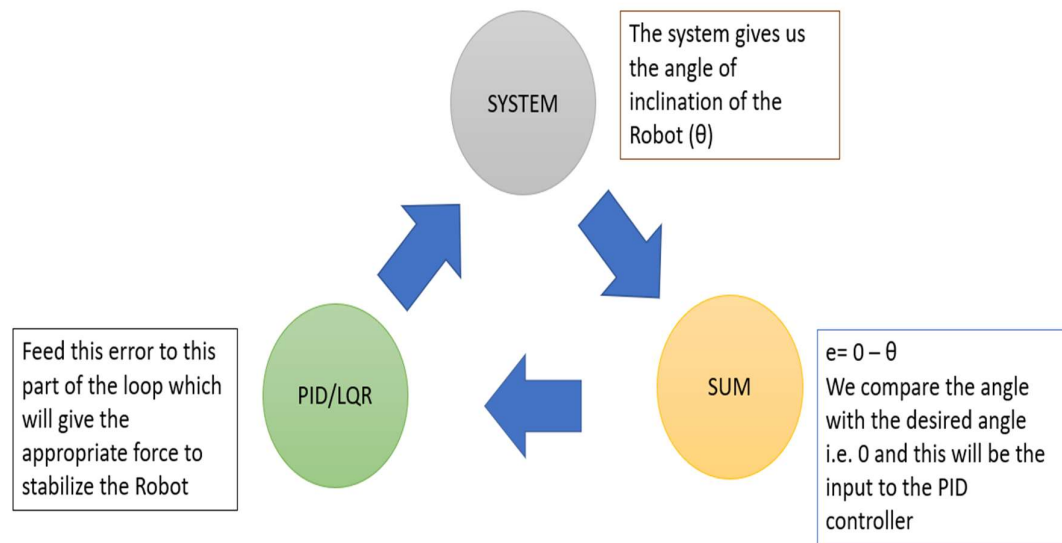 SYSTEM
The system gives us
the angle of
inclination of the
Robot (θ)
Feed this error to this
part of the loop which
will give the
appropriate force to
stabilize the Robot
PID/LQR
SUM
e= 0 – θ
We compare the angle
with the desired angle
i.e. 0 and this will be the
input to the PID
controller